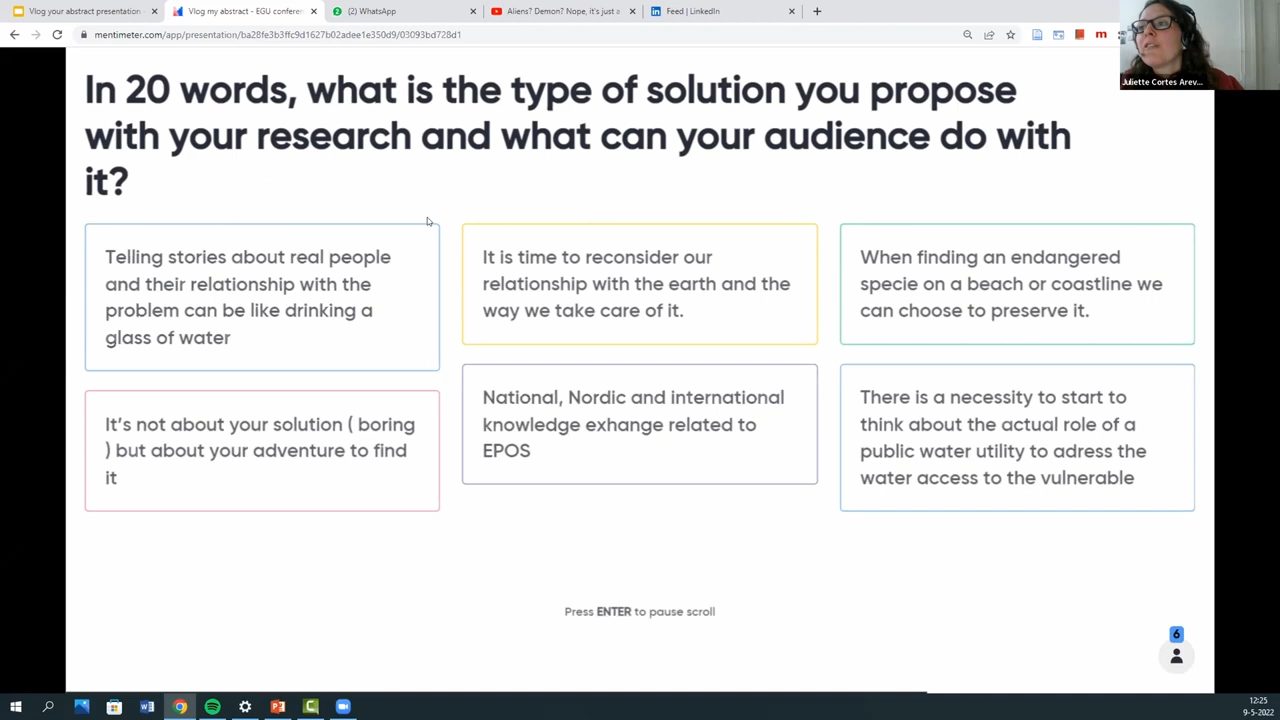 Vlog your abstract presentation -
Vlog my abstract - EGU conferen
(2) WhatsApp
Aliens? Demon? Nope, it's just a
Feed | LinkedIn
mentimeter.com/app/presentation/ba28fe3b3ffc9d1627b02adee1e350d9/03093bd728d1
Juliette Cortes Arev...
In 20 words, what is the type of solution you propose
with your research and what can your audience do with
it?
Telling stories about real people
and their relationship with the
problem can be like drinking a
glass of water
It is time to reconsider our
relationship with the earth and the
way we take care of it.
When finding an endangered
specie on a beach or coastline we
can choose to preserve it.
It's not about your solution ( boring
) but about your adventure to find
it
National, Nordic and international
knowledge exhange related to
EPOS
There is a necessity to start to
think about the actual role of a
public water utility to adress the
water access to the vulnerable
Press ENTER to pause scroll
6
12:25
9-5-2022